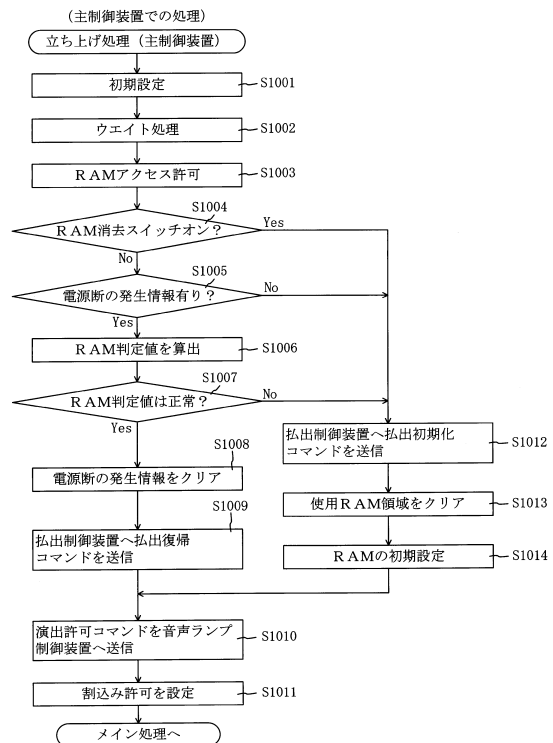 （主制御装置での処理）
立ち上げ処理（主制御装置）
初期設定
S1001
ウエイト処理
S1002
ＲＡＭアクセス許可
S1003
S1004
ＲＡＭ消去スイッチオン？
Yes
No
S1005
電源断の発生情報有り？
No
Yes
ＲＡＭ判定値を算出
S1006
S1007
ＲＡＭ判定値は正常？
No
Yes
S1008
電源断の発生情報をクリア
S1009
払出制御装置へ払出復帰
コマンドを送信
払出制御装置へ払出初期化
コマンドを送信
S1012
使用ＲＡＭ領域をクリア
S1013
ＲＡＭの初期設定
S1014
演出許可コマンドを音声ランプ
制御装置へ送信
S1010
割込み許可を設定
S1011
メイン処理へ